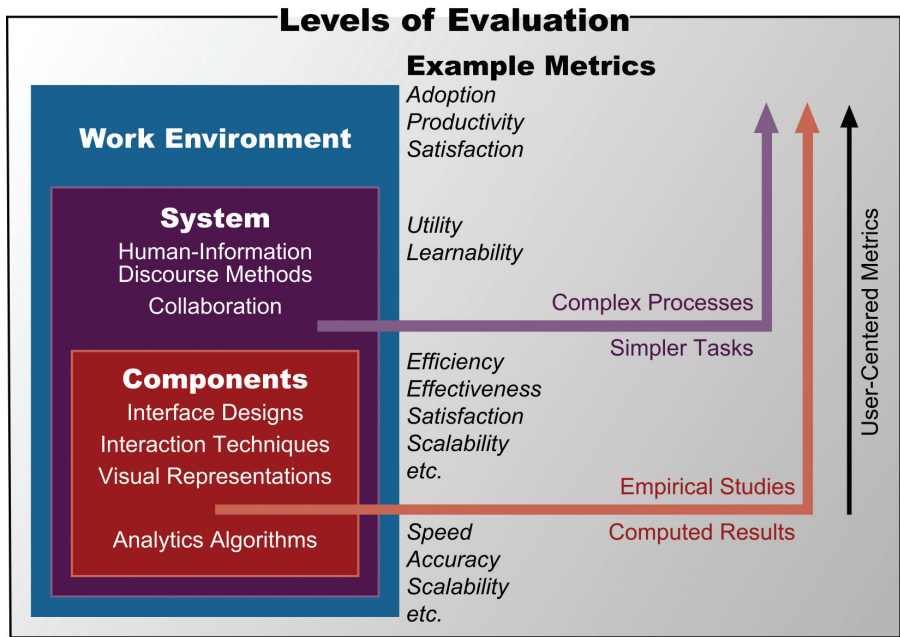 Levels of Evaluation
Example Metrics
Work Environment
Adoption
Productivity
Satisfaction
System
Human-Information
Discourse Methods
Collaboration
Utility
Learnability
Complex Processes
Simpler Tasks
Components
Interface Designs
Interaction Techniques
Visual Representations
Efficiency
Effectiveness
Satisfaction
Scalability
etc.
Empirical Studies
Computed Results
Analytics Algorithms
Speed
Accuracy
Scalability
etc.
User-Centered Metrics